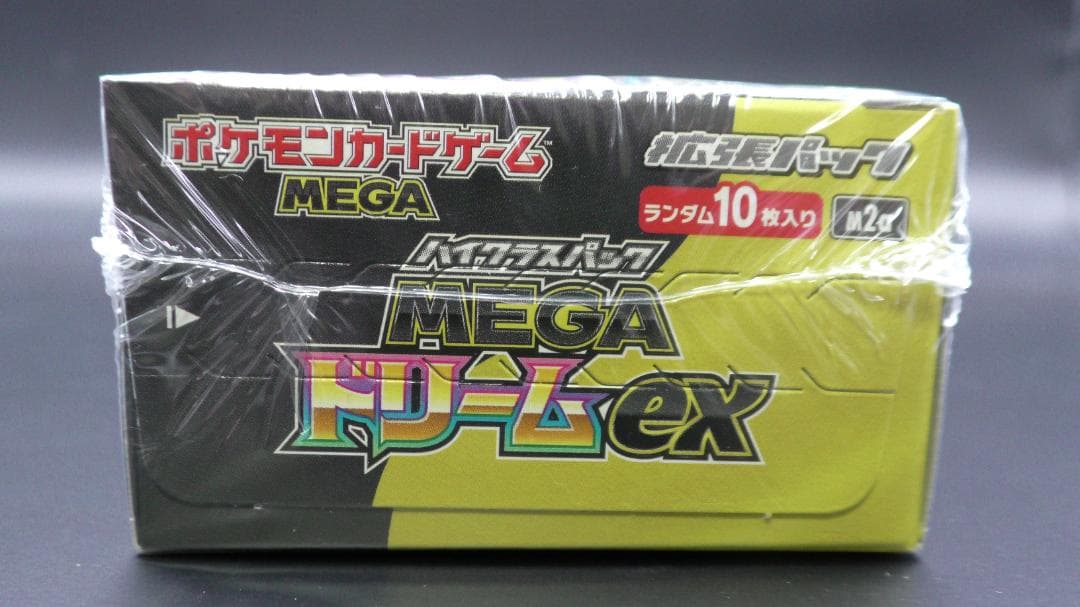 ポケモンカードゲーム™
MEGA
拡張パック
ランダム10枚入り
M2a
ハイクラスパック
MEGA
ドリームex